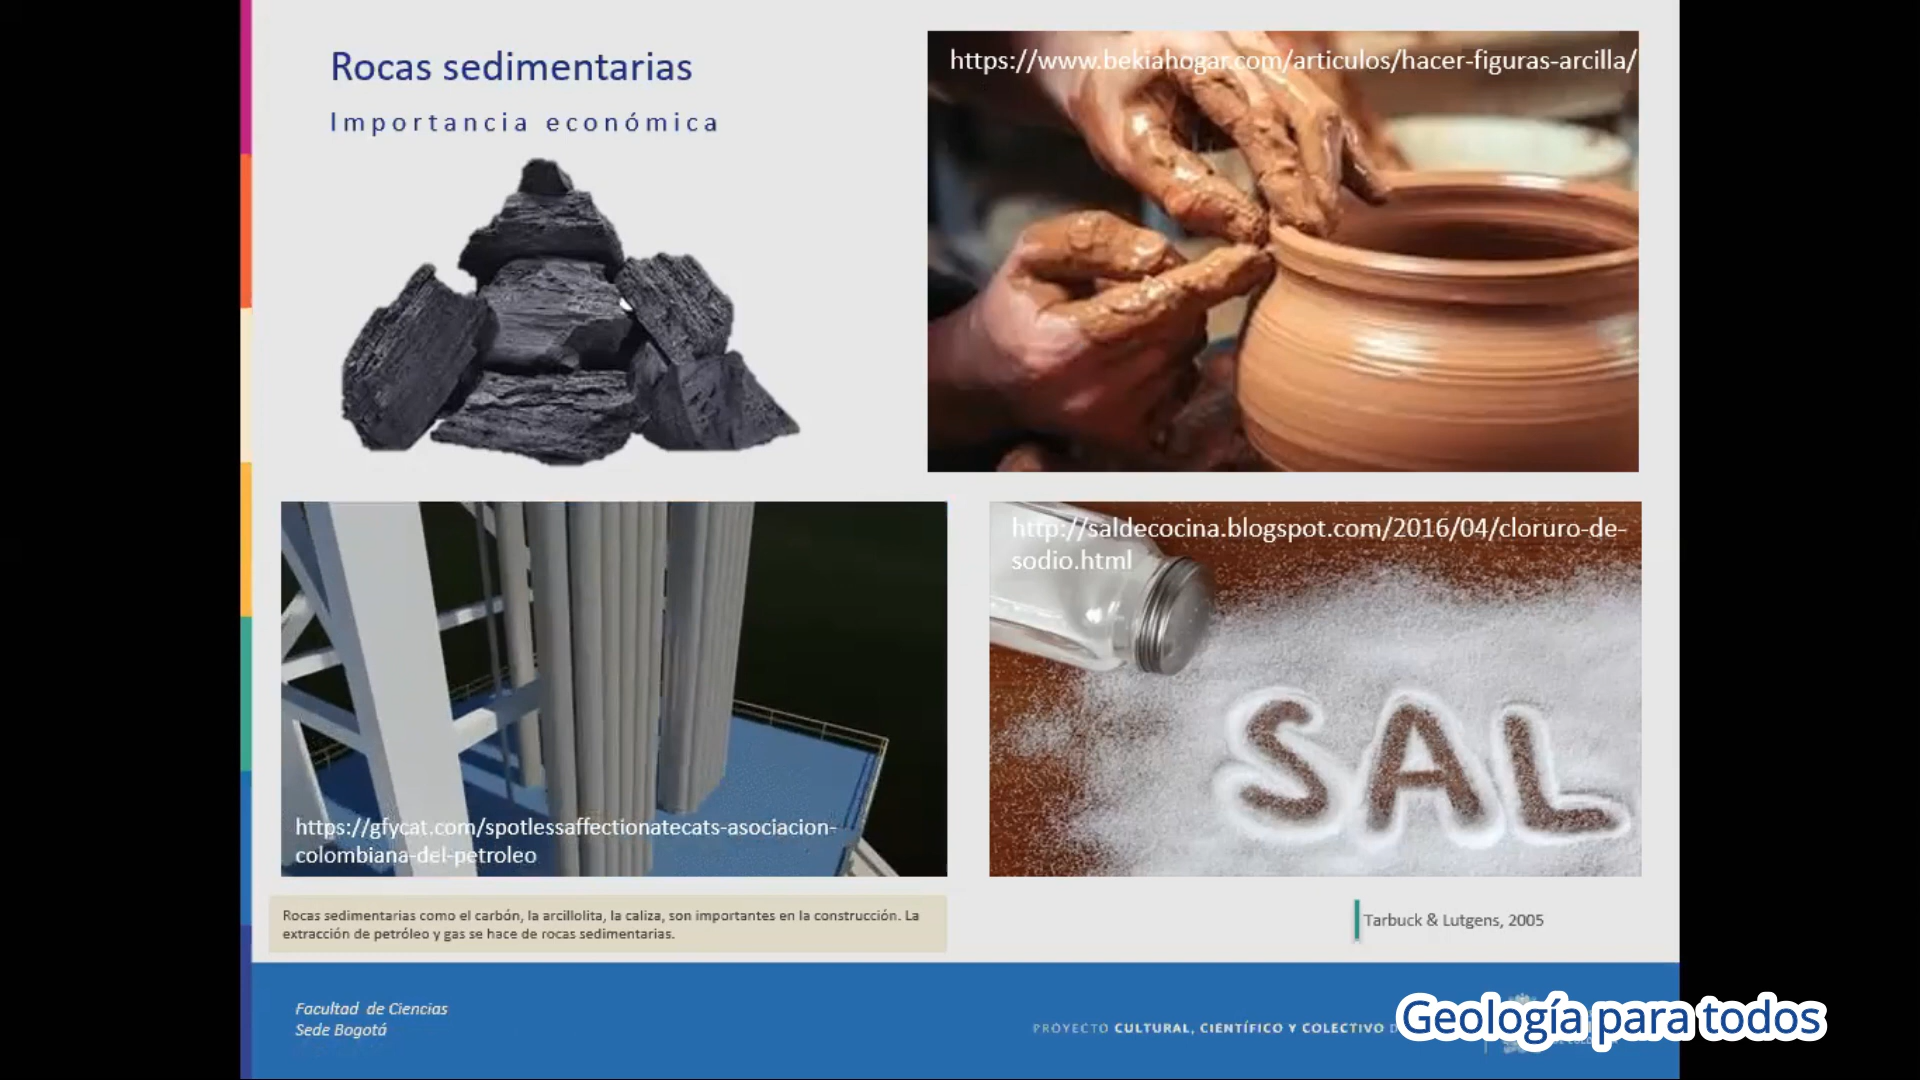 Rocas sedimentarias
Importancia económica
https://www.bekiahogar.com/articulos/hacer-figuras-arcilla/
https://gfycat.com/spotlessaffectionatecats-asociacion-
colombiana-del-petroleo
http://saldecocina.blogspot.com/2016/04/cloruro-de-
sodio.html
SAL
Rocas sedimentarias como el carbón, la arcillolita, la caliza, son importantes en la construcción. La
extracción de petróleo y gas se hace de rocas sedimentarias.
Tarbuck & Lutgens, 2005
Facultad de Ciencias
Sede Bogotá
PROYECTO CULTURAL, CIENTÍFICO Y COLECTIVO
Geología para todos